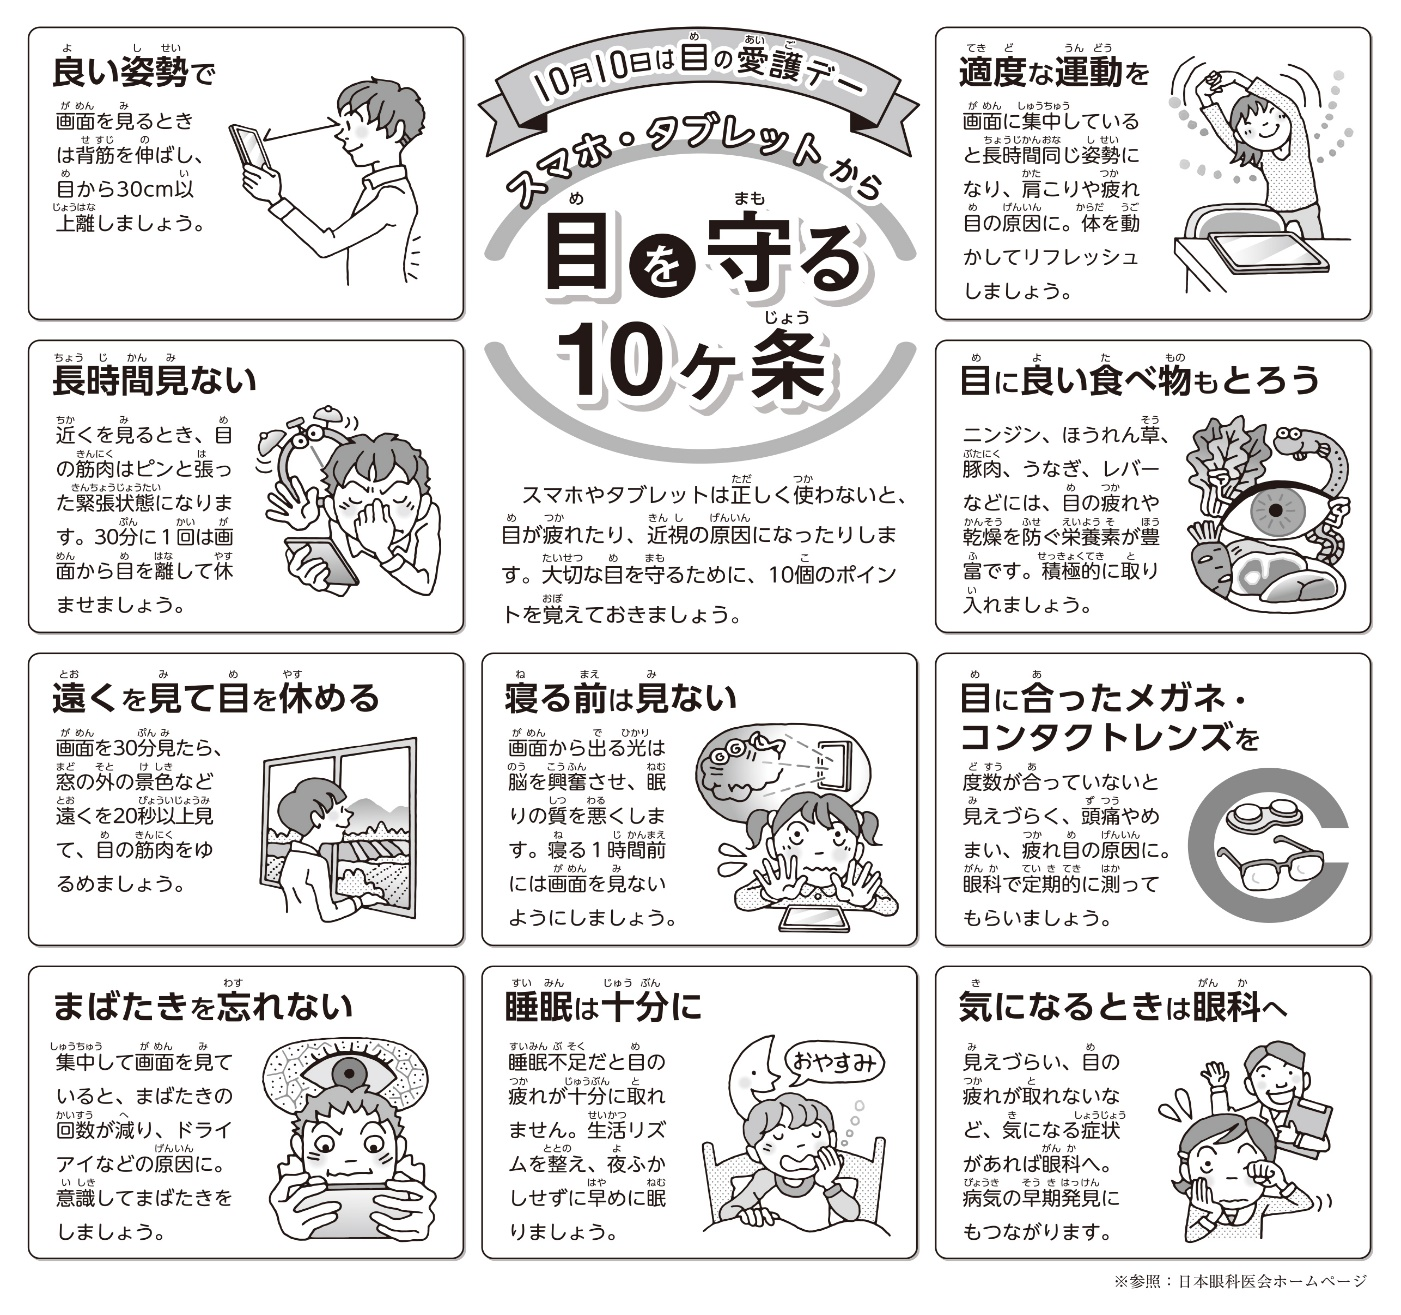 10月10日は目の愛護デー
スマホ・タブレットから
目を守る
10ヶ条
スマホやタブレットは正しく使わないと、
目が疲れたり、近視の原因になったりしま
す。大切な目を守るために、10個のポイン
トを覚えておきましょう。
良い姿勢で
画面を見るとき
は背筋を伸ばし、
目から30cm以
上離しましょう。
長時間見ない
近くを見るとき、目
の筋肉はピンと張っ
た緊張状態になりま
す。30分に1回は画
面から目を離して休
ませましょう。
遠くを見て目を休める
画面を30分見たら、
窓の外の景色など
遠くを20秒以上見
て、目の筋肉をゆ
るめましょう。
まばたきを忘れない
集中して画面を見て
いると、まばたきの
回数が減り、ドライ
アイなどの原因に。
意識してまばたきを
しましょう。
寝る前は見ない
画面から出る光は
脳を興奮させ、眠
りの質を悪くしま
す。寝る1時間前
には画面を見ない
ようにしましょう。
睡眠は十分に
睡眠不足だと目の
疲れが十分に取れ
ません。生活リズ
ムを整え、夜ふか
しせずに早めに眠
りましょう。
おやすみ
適度な運動を
画面に集中している
と長時間同じ姿勢に
なり、肩こりや疲れ
目の原因に。体を動
かしてリフレッシュ
しましょう。
目に良い食べ物もとろう
ニンジン、ほうれん草、
豚肉、うなぎ、レバー
などには、目の疲れや
乾燥を防ぐ栄養素が豊
富です。積極的に取り
入れましょう。
目に合ったメガネ・
コンタクトレンズを
度数が合っていないと
見えづらく、頭痛やめ
まい、疲れ目の原因に。
眼科で定期的に測って
もらいましょう。
気になるときは眼科へ
見えづらい、目の
疲れが取れないな
ど、気になる症状
があれば眼科へ。
病気の早期発見に
もつながります。
※参照：日本眼科医会ホームページ